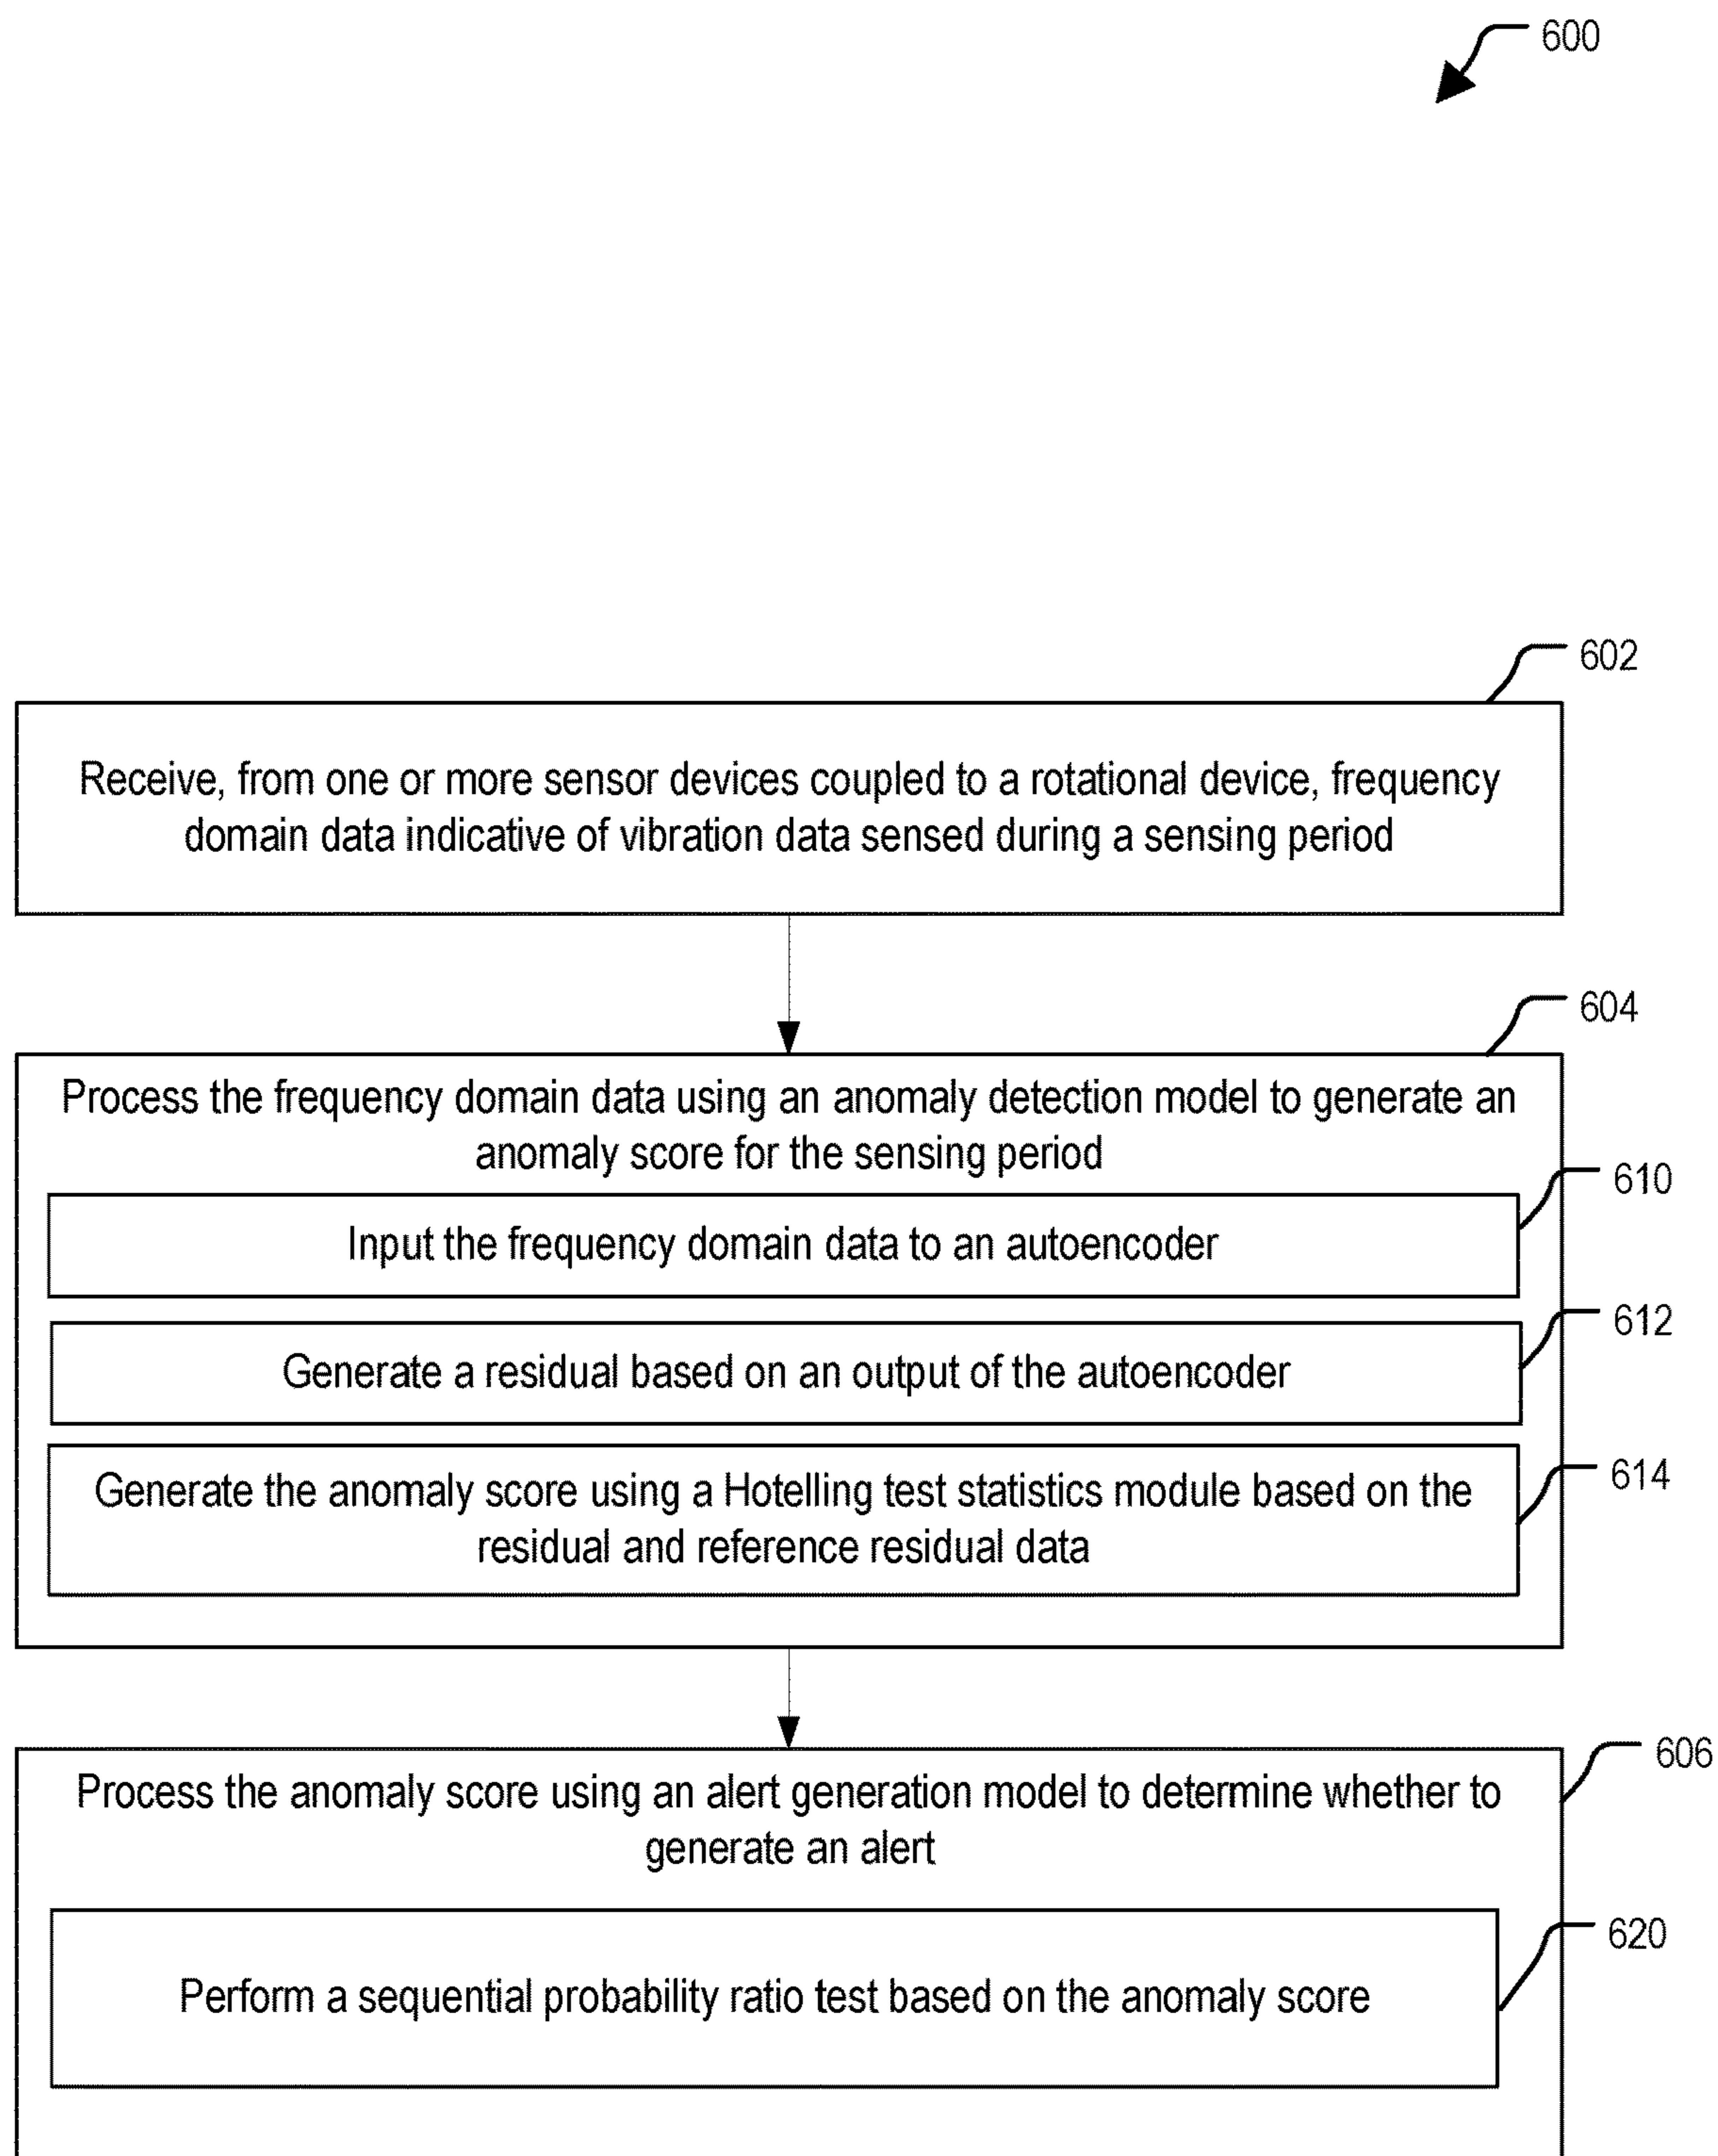 600
602
Receive, from one or more sensor devices coupled to a rotational device, frequency
domain data indicative of vibration data sensed during a sensing period
604
Process the frequency domain data using an anomaly detection model to generate an
anomaly score for the sensing period
610
Input the frequency domain data to an autoencoder
612
Generate a residual based on an output of the autoencoder
614
Generate the anomaly score using a Hotelling test statistics module based on the
residual and reference residual data
606
Process the anomaly score using an alert generation model to determine whether to
generate an alert
620
Perform a sequential probability ratio test based on the anomaly score